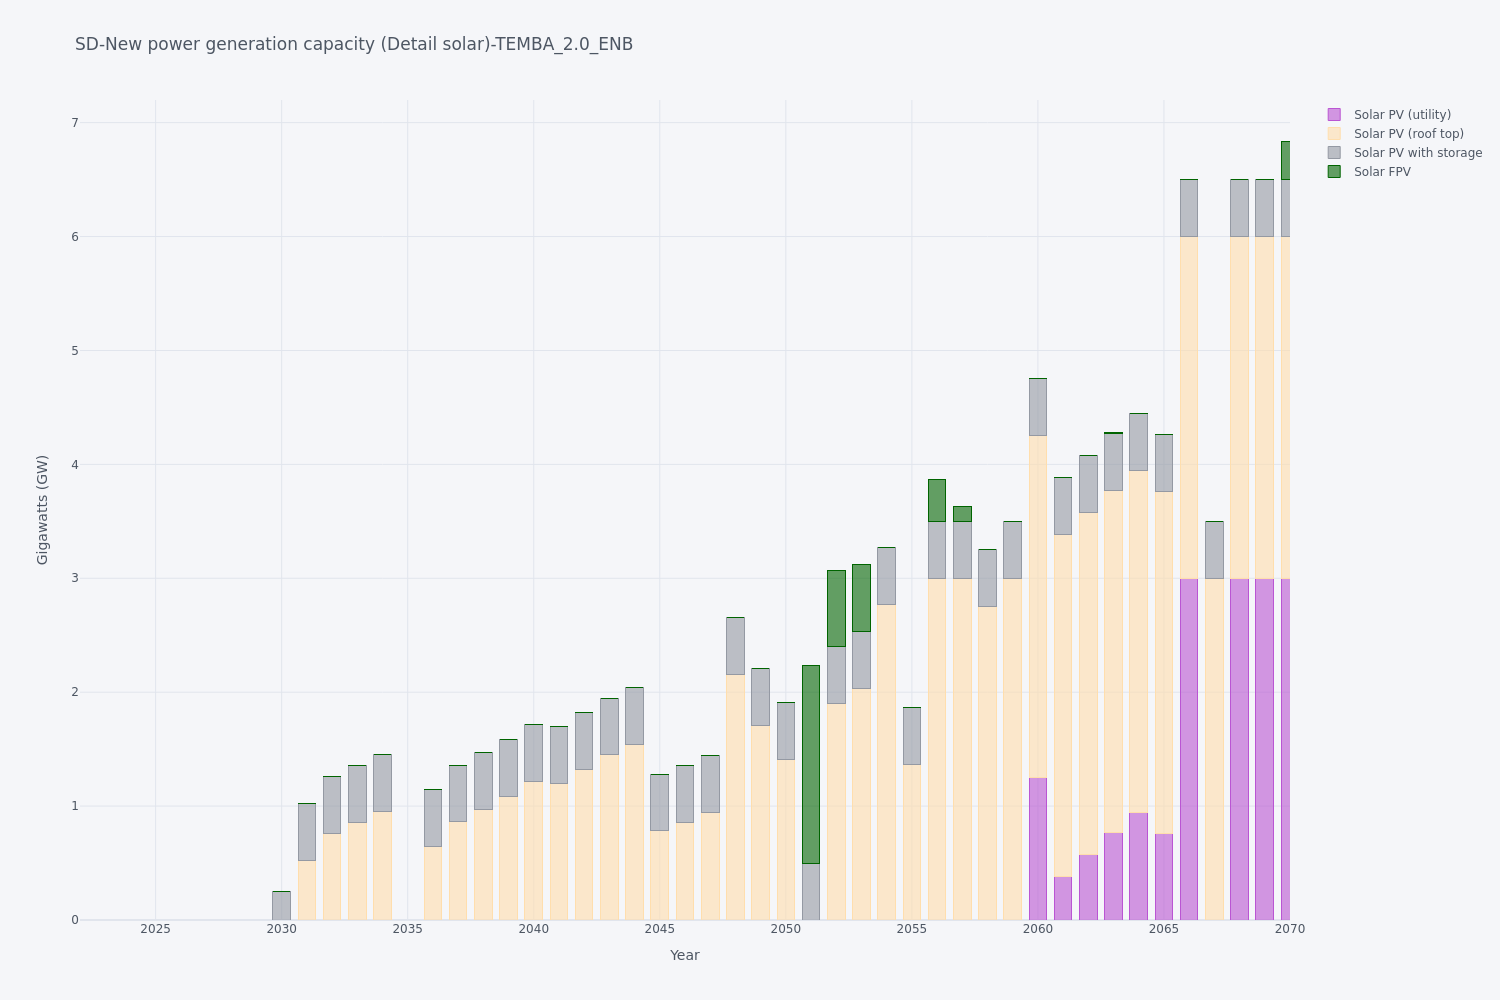 SD-New power generation capacity (Detail solar)-TEMBA_2.0_ENB
Solar PV (utility)
Solar PV (roof top)
Solar PV with storage
Solar FPV
7
6
5
4
3
2
1
0
Gigawatts (GW)
2025 2030 2035 2040 2045 2050 2055 2060 2065 2070
Year